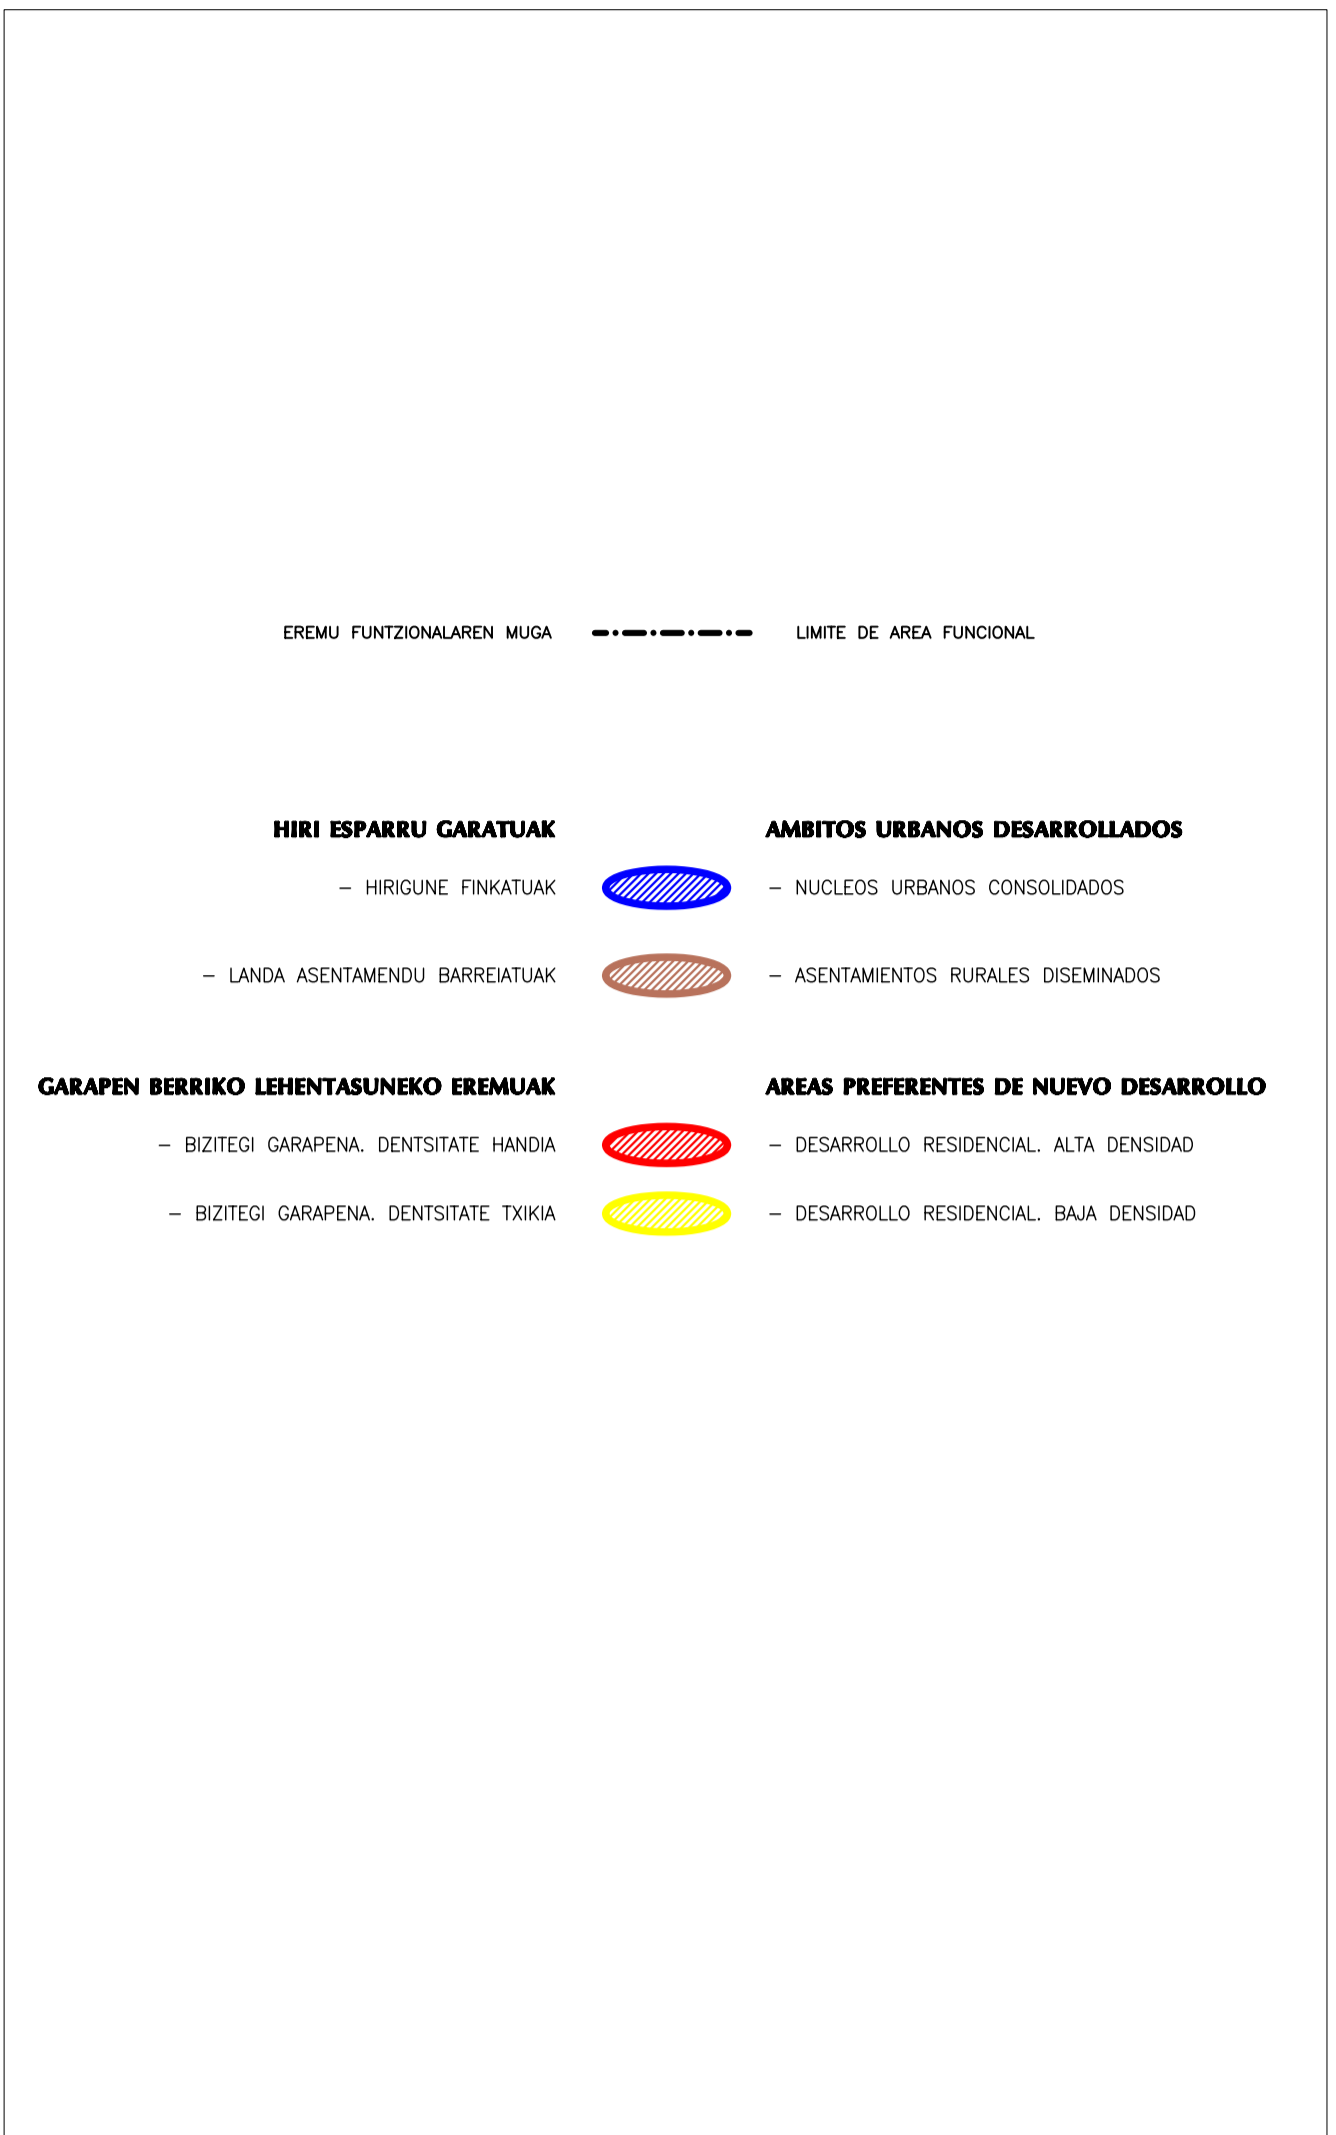 EREMU FUNTZIONALAREN MUGA LIMITE DE AREA FUNCIONAL
HIRI ESPARRU GARATUAK AMBITOS URBANOS DESARROLLADOS
– HIRIGUNE FINKATUAK – NUCLEOS URBANOS CONSOLIDADOS
– LANDA ASENTAMENDU BARREIATUAK – ASENTAMIENTOS RURALES DISEMINADOS
GARAPEN BERRIKO LEHENTASUNEKO EREMUAK AREAS PREFERENTES DE NUEVO DESARROLLO
– BIZITEGI GARAPENA. DENTSITATE HANDIA – DESARROLLO RESIDENCIAL. ALTA DENSIDAD
– BIZITEGI GARAPENA. DENTSITATE TXIKIA – DESARROLLO RESIDENCIAL. BAJA DENSIDAD